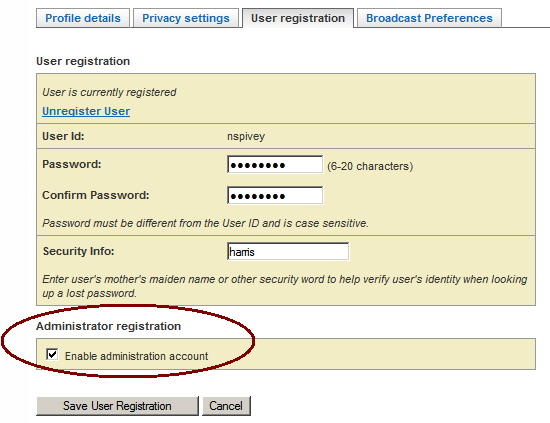 Profile details Privacy settings User registration Broadcast Preferences
User registration
User is currently registered
Unregister User
User Id: nspivey
Password: ●●●●●●●● (6-20 characters)
Confirm Password: ●●●●●●●●
Password must be different from the User ID and is case sensitive.
Security Info: harris
Enter user's mother's maiden name or other security word to help verify user's identity when looking
up a lost password.
Administrator registration
Enable administration account
Save User Registration Cancel